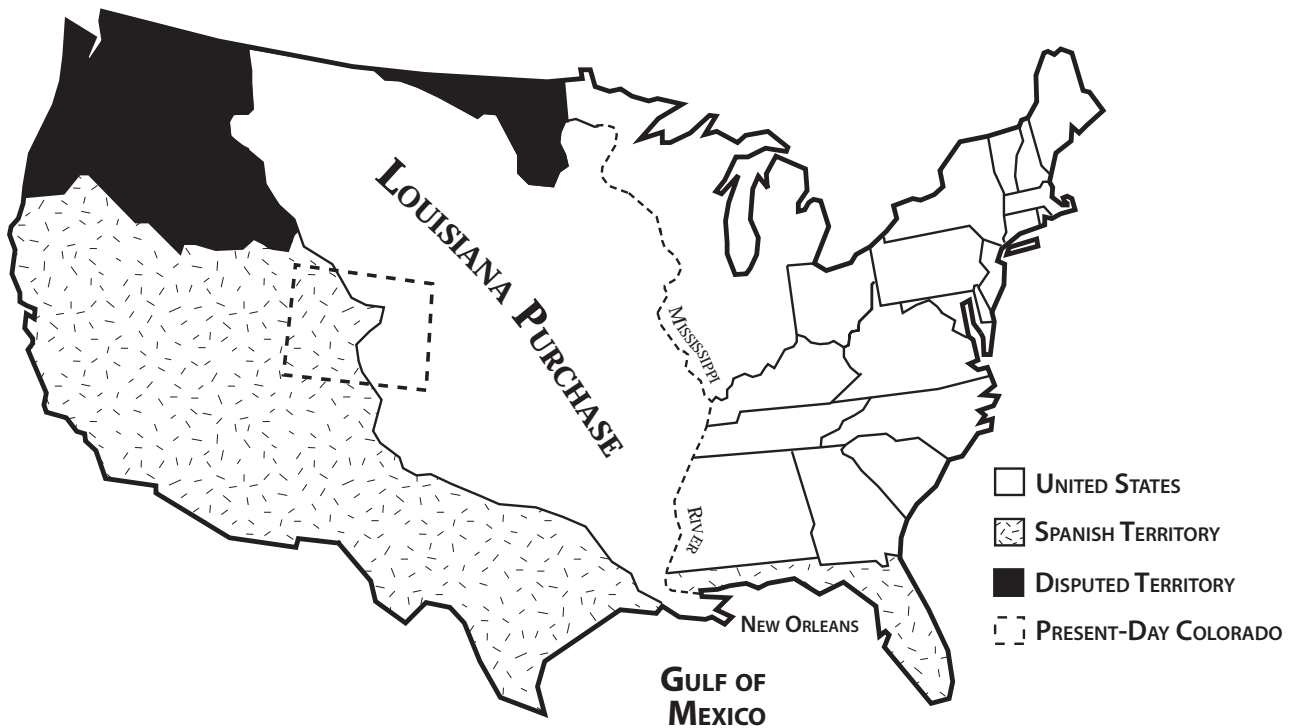 Louisiana Purchase
Mississippi
River
New Orleans
Gulf of
Mexico
United States
Spanish Territory
Disputed Territory
Present-Day Colorado